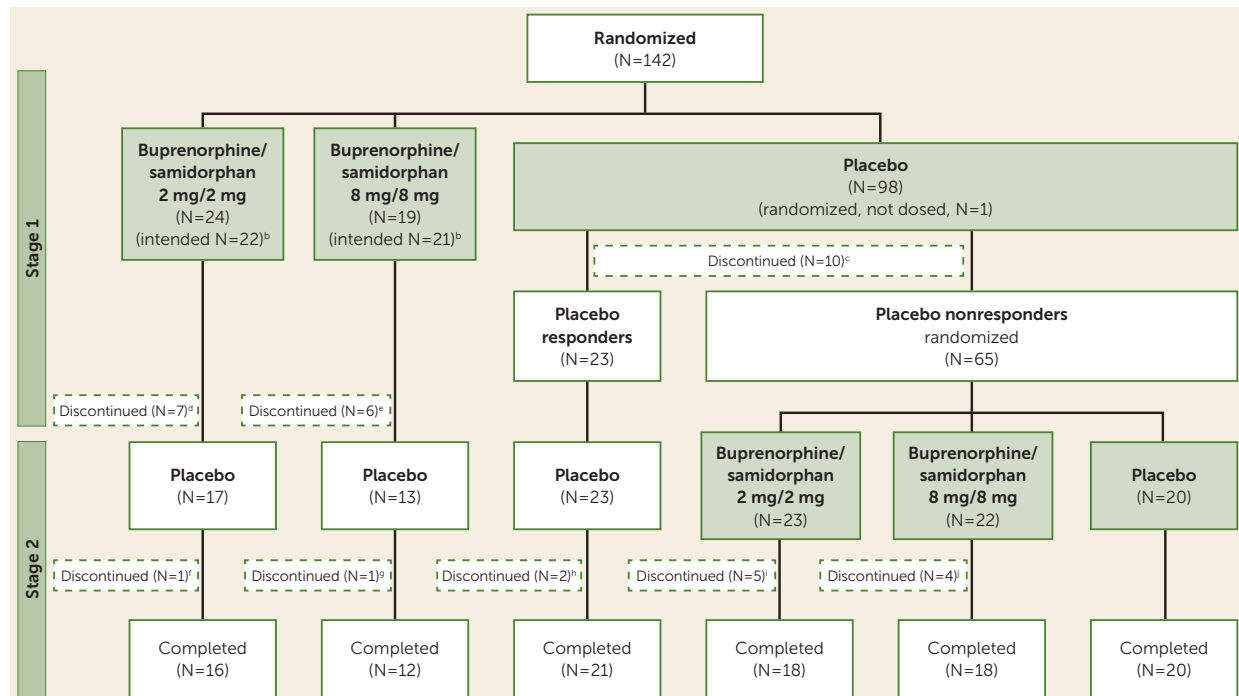 Randomized
(N=142)
Stage 1
Buprenorphine/
samidorphan
2 mg/2 mg
(N=24)
(intended N=22)ᵇ
Buprenorphine/
samidorphan
8 mg/8 mg
(N=19)
(intended N=21)ᵇ
Placebo
(N=98)
(randomized, not dosed, N=1)
Discontinued (N=10)ᶜ
Placebo
responders
(N=23)
Placebo nonresponders
randomized
(N=65)
Discontinued (N=7)ᵈ
Discontinued (N=6)ᵉ
Stage 2
Placebo
(N=17)
Placebo
(N=13)
Placebo
(N=23)
Buprenorphine/
samidorphan
2 mg/2 mg
(N=23)
Buprenorphine/
samidorphan
8 mg/8 mg
(N=22)
Placebo
(N=20)
Discontinued (N=1)ᶠ
Discontinued (N=1)ᵍ
Discontinued (N=2)ʰ
Discontinued (N=5)ⁱ
Discontinued (N=4)ʲ
Completed
(N=16)
Completed
(N=12)
Completed
(N=21)
Completed
(N=18)
Completed
(N=18)
Completed
(N=20)